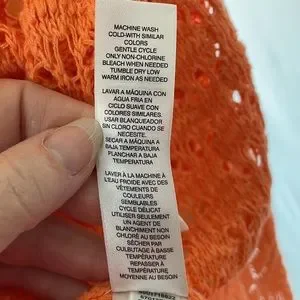 MACHINE WASH
COLD-WITH SIMILAR
COLORS
GENTLE CYCLE
ONLY NON-CHLORINE
BLEACH WHEN NEEDED
TUMBLE DRY LOW
WARM IRON AS NEEDED
LAVAR A MÁQUINA CON
AGUA FRIA EN
CICLO SUAVE CON
COLORES SIMILARES.
USAR BLANQUEADOR
SIN CLORO CUANDO SE
NECESITE.
SECAR A MÁQUINA A
BAJA TEMPERATURA
PLANCHAR A BAJA
TEMPERATURA
LAVER À LA MACHINE À
L'EAU FROIDE AVEC DES
VÊTEMENTS DE
COULEURS
SEMBLABLES
CYCLE DÉLICAT
UTILISER SEULEMENT
UN AGENT DE
BLANCHIMENT NON
CHLORÉ AU BESOIN
SÉCHER PAR
CULBUTAGE À BASSE
TEMPÉRATURE
REPASSER À
TEMPÉRATURE
MOYENNE AU BESOIN